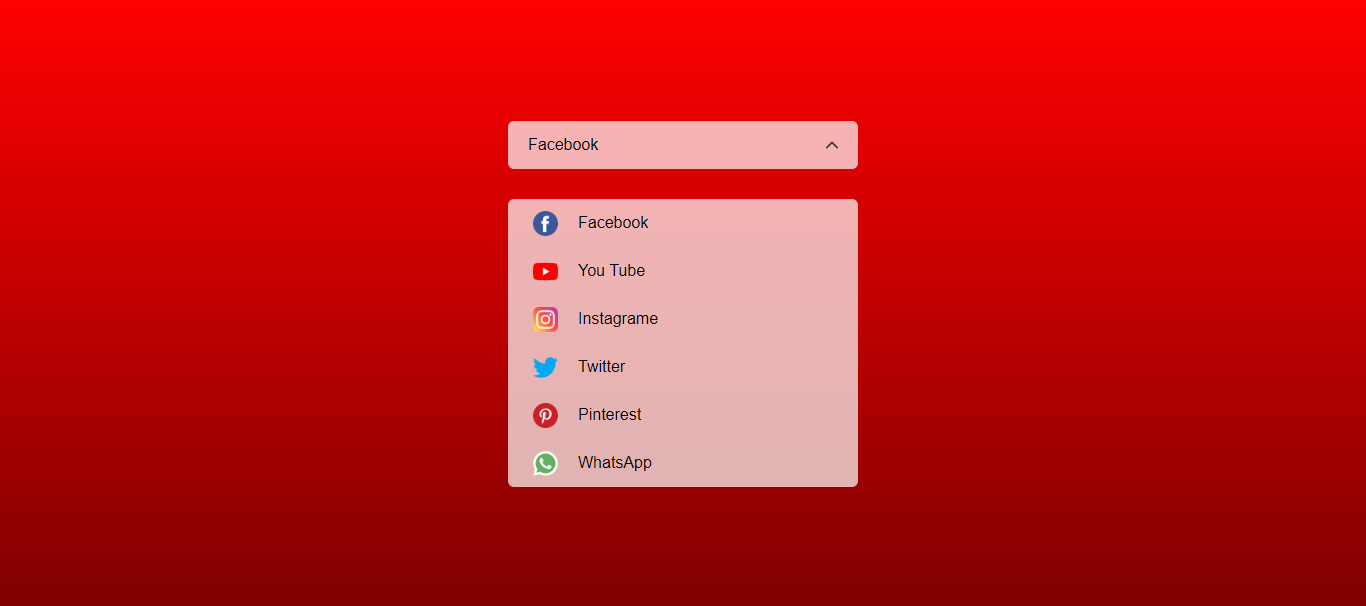 Facebook
Facebook
You Tube
Instagrame
Twitter
Pinterest
WhatsApp